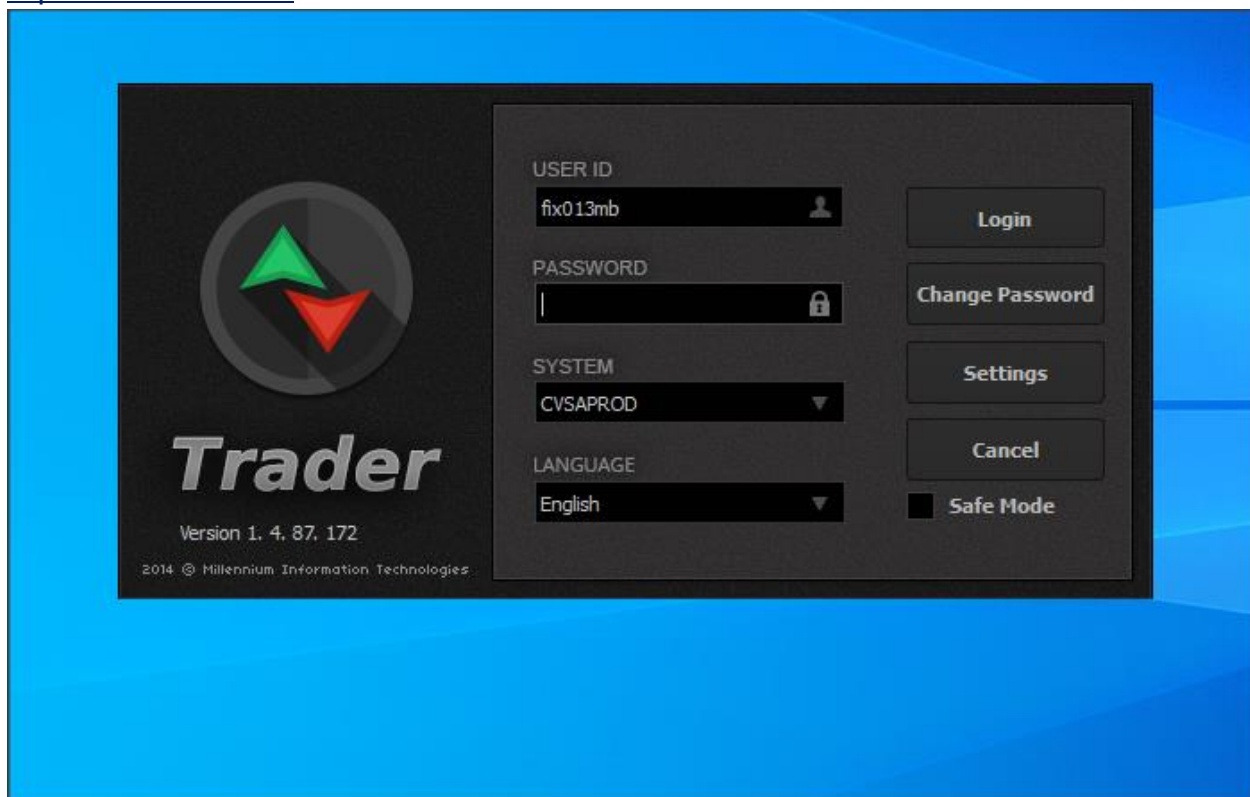 USER ID
fix013mb
PASSWORD
SYSTEM
CVSAPROD
LANGUAGE
English
Login
Change Password
Settings
Cancel
Safe Mode
Trader
Version 1. 4. 87. 172
2014 © Millennium Information Technologies